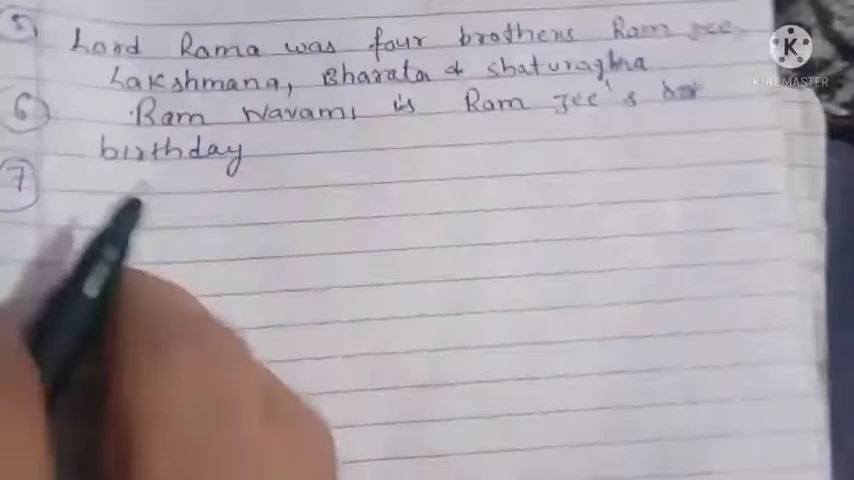 5) Lord Rama was four brothers Ram jee
Lakshmana, Bharata & shaturaghna
6) Ram Navami is Ram Jee's
birthday
7)
K
KINEMASTER